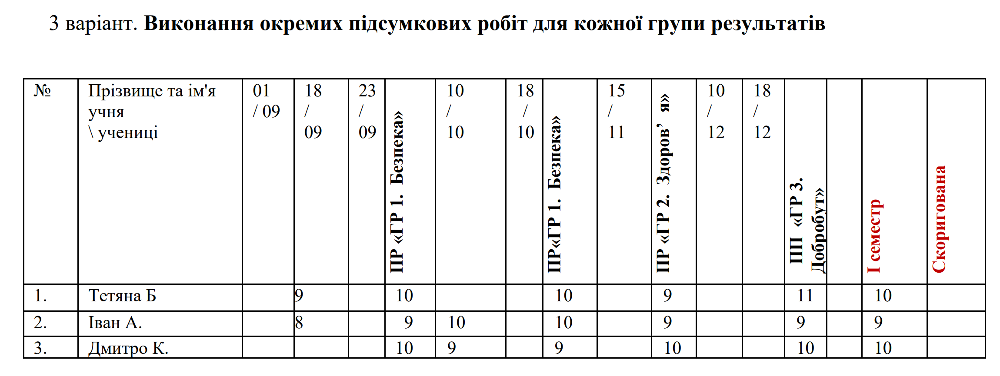 3 варіант. Виконання окремих підсумкових робіт для кожної групи результатів
№
Прізвище та ім'я
учня
\ учениці
01
/ 09
18
/
09
23
/
09
ПР «ГР 1. Безпека»
10
/
10
18
/
10
ПР«ГР 1. Безпека»
15
/
11
ПР «ГР 2. Здоров’ я»
10
/
12
18
/
12
ПП «ГР 3.
Добробут»
І семестр
Скоригована
1. Тетяна Б 9 10 10 9 11 10
2. Іван А. 8 9 10 10 9 9 9
3. Дмитро К. 10 9 9 10 10 10